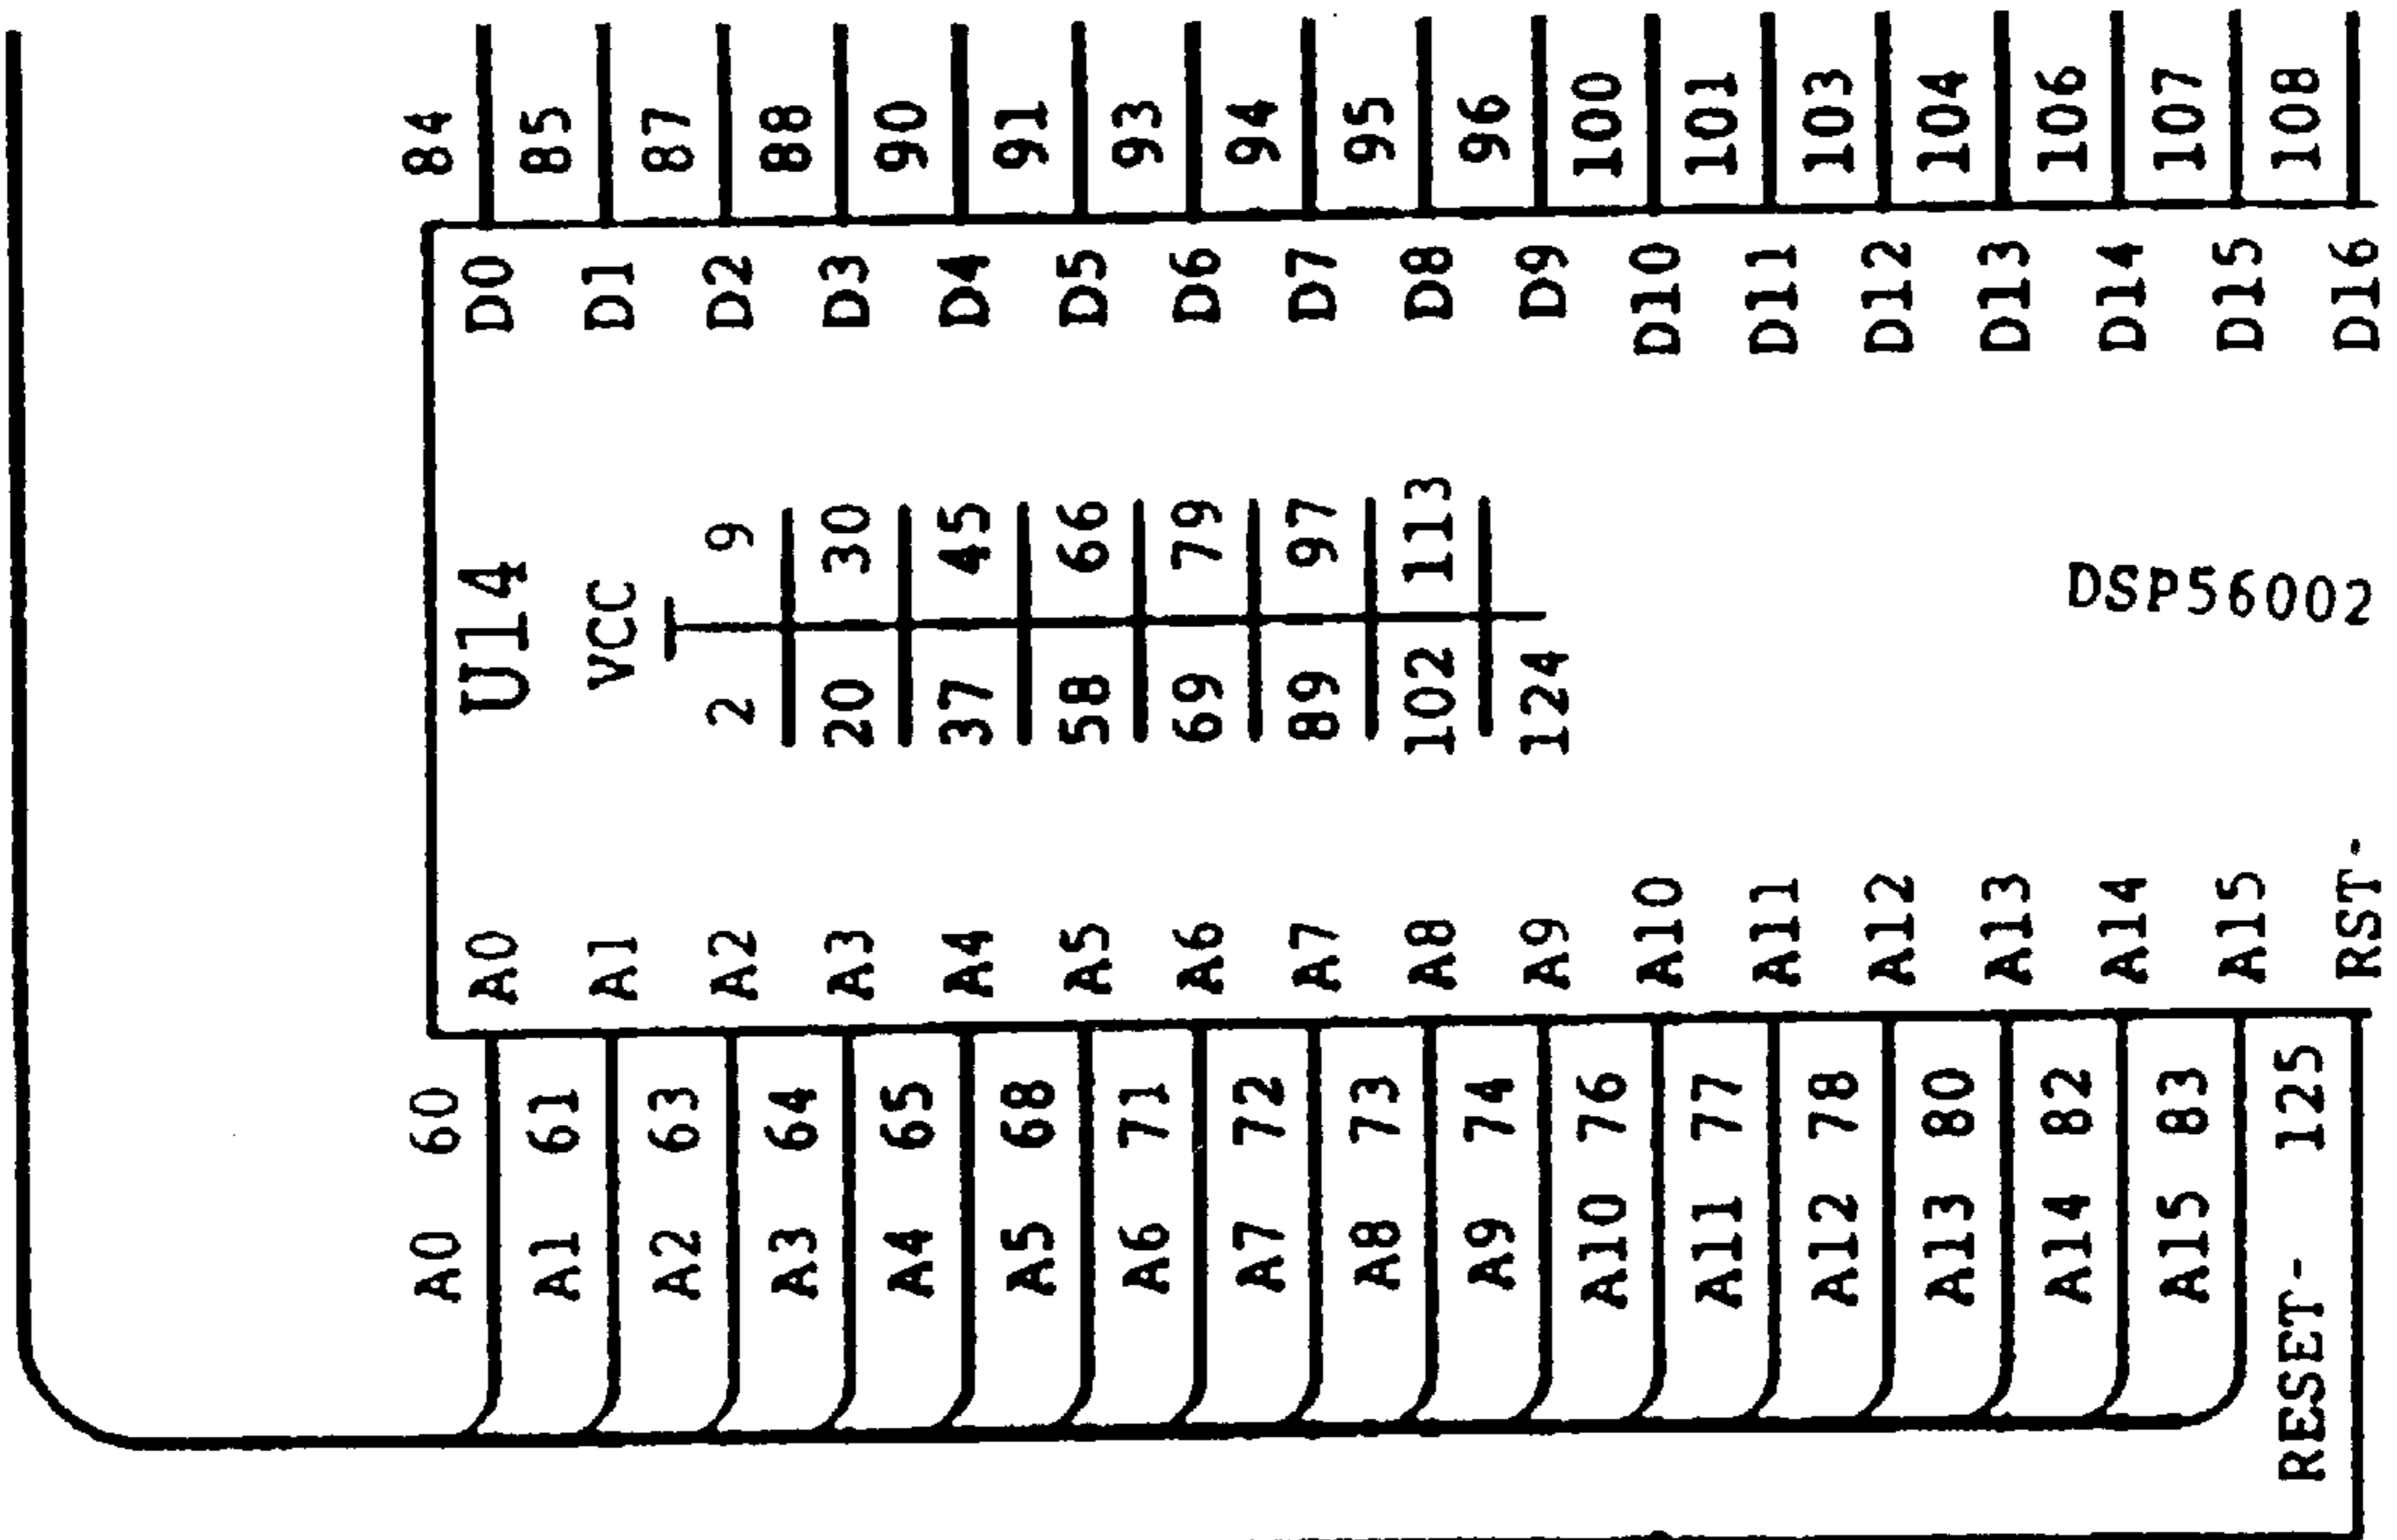 U14
VCC
DSP56002
A0 60 A0 D0 84
A1 61 A1 D1 85
A2 63 A2 2 9 D2 87
A3 64 A3 20 30 D3 88
A4 65 A4 37 45 D4 90
A5 68 A5 58 66 D5 91
A6 71 A6 69 79 D6 93
A7 72 A7 89 97 D7 94
A8 73 A8 102 113 D8 95
A9 74 A9 124 D9 96
A10 76 A10 D10 100
A11 77 A11 D11 101
A12 78 A12 D12 103
A13 80 A13 D13 104
A14 82 A14 D14 106
A15 83 A15 D15 107
RESET- 125 RST- D16 108